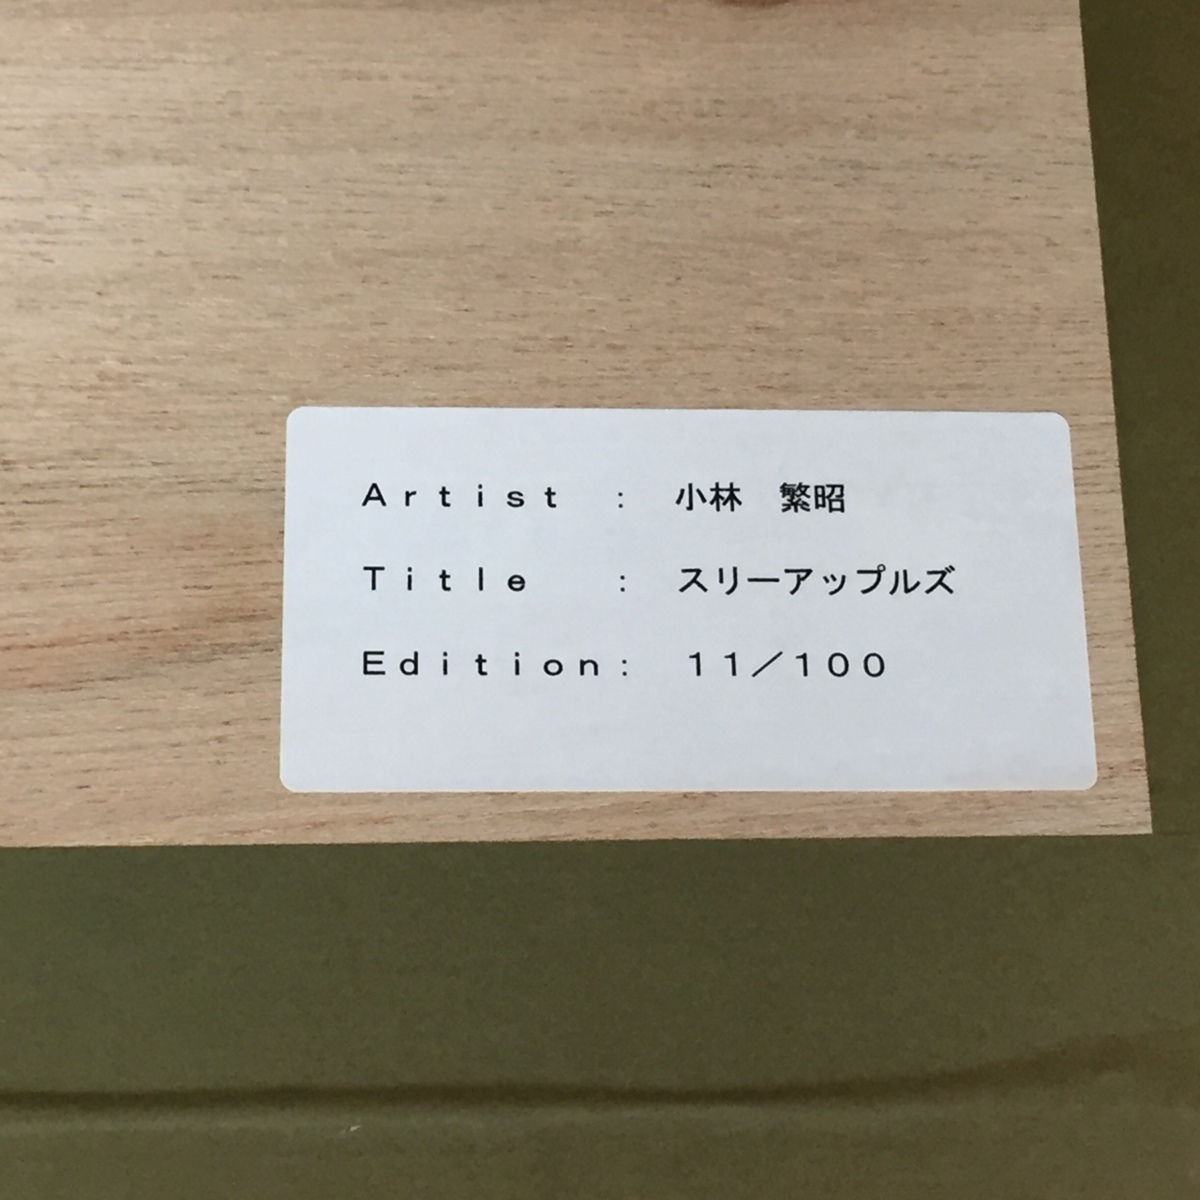 Artist : 小林 繁昭
Title : スリーアップルズ
Edition: 11／100